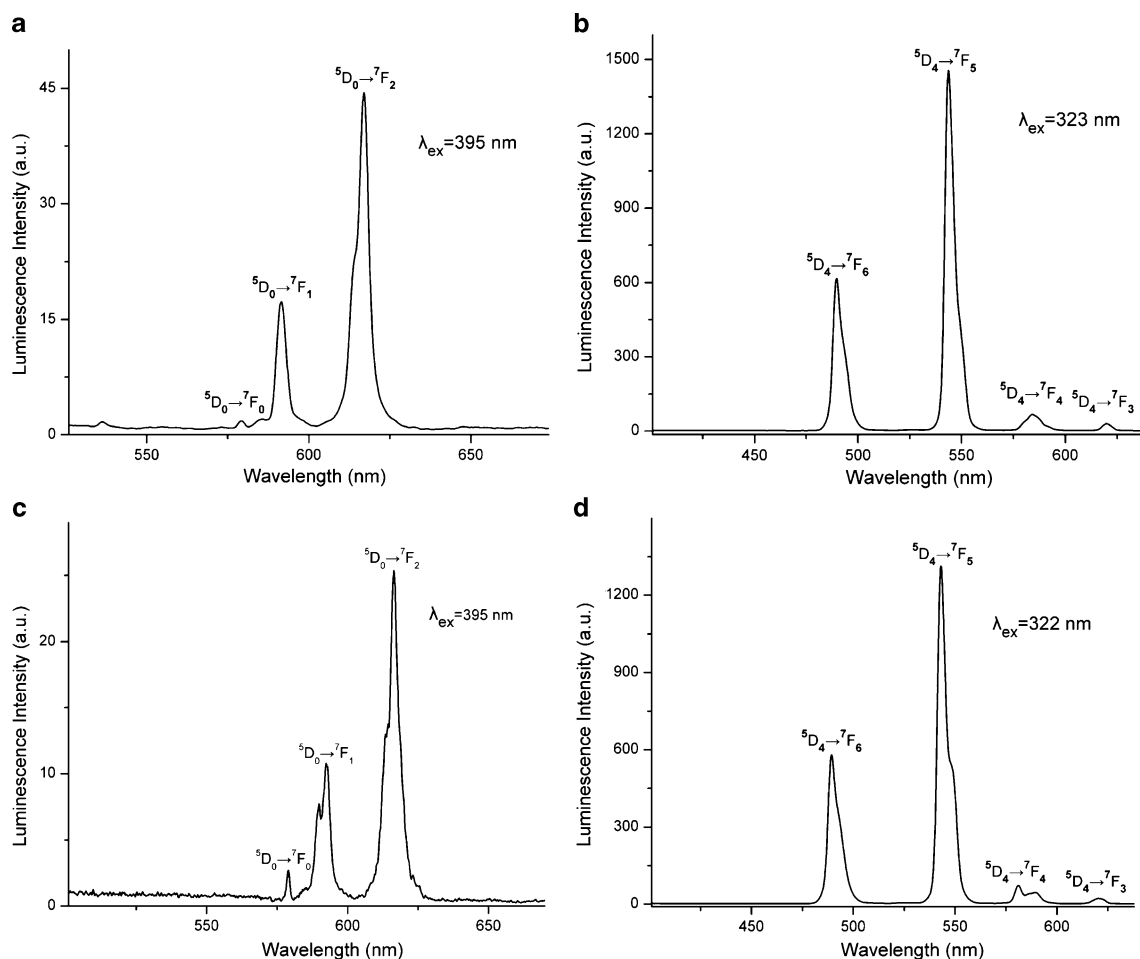 a
⁵D₀→⁷F₂
⁵D₀→⁷F₁
⁵D₀→⁷F₀
λex=395 nm
45
30
15
0
550
600
650
Luminescence Intensity (a.u.)
Wavelength (nm)
b
⁵D₄→⁷F₅
⁵D₄→⁷F₆
⁵D₄→⁷F₄
⁵D₄→⁷F₃
λex=323 nm
1500
1200
900
600
300
0
450
500
550
600
Luminescence Intensity (a.u.)
Wavelength (nm)
c
⁵D₀→⁷F₂
⁵D₀→⁷F₁
⁵D₀→⁷F₀
λex=395 nm
20
10
0
550
600
650
Luminescence Intensity (a.u.)
Wavelength (nm)
d
⁵D₄→⁷F₅
⁵D₄→⁷F₆
⁵D₄→⁷F₄
⁵D₄→⁷F₃
λex=322 nm
1200
900
600
300
0
450
500
550
600
Luminescence Intensity (a.u.)
Wavelength (nm)